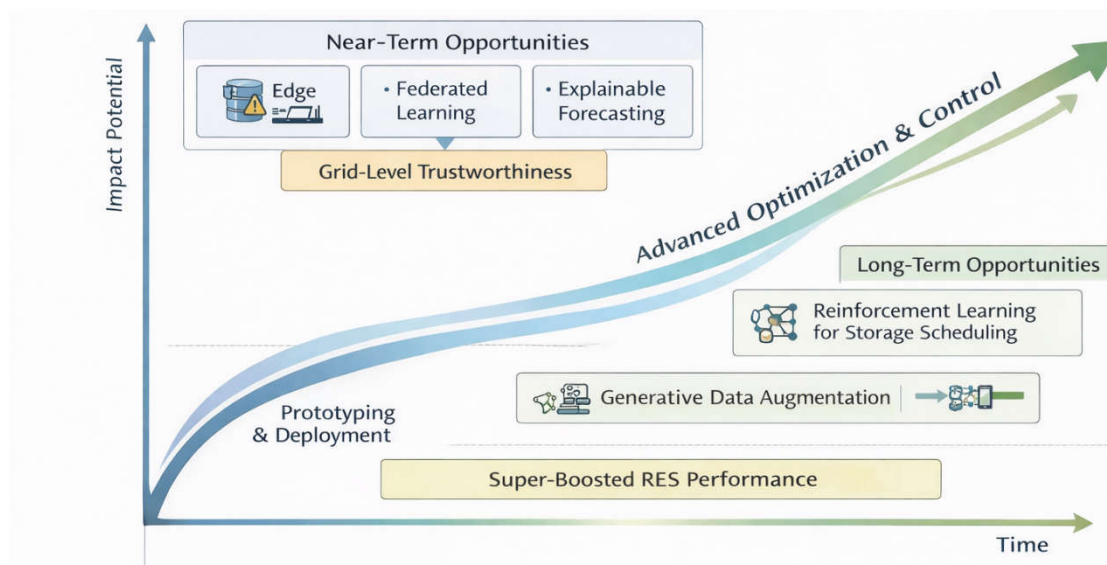 Near-Term Opportunities
Edge
• Federated
Learning
• Explainable
Forecasting
Grid-Level Trustworthiness
Impact Potential
Advanced Optimization & Control
Long-Term Opportunities
Reinforcement Learning
for Storage Scheduling
Generative Data Augmentation
Prototyping
& Deployment
Super-Boosted RES Performance
Time